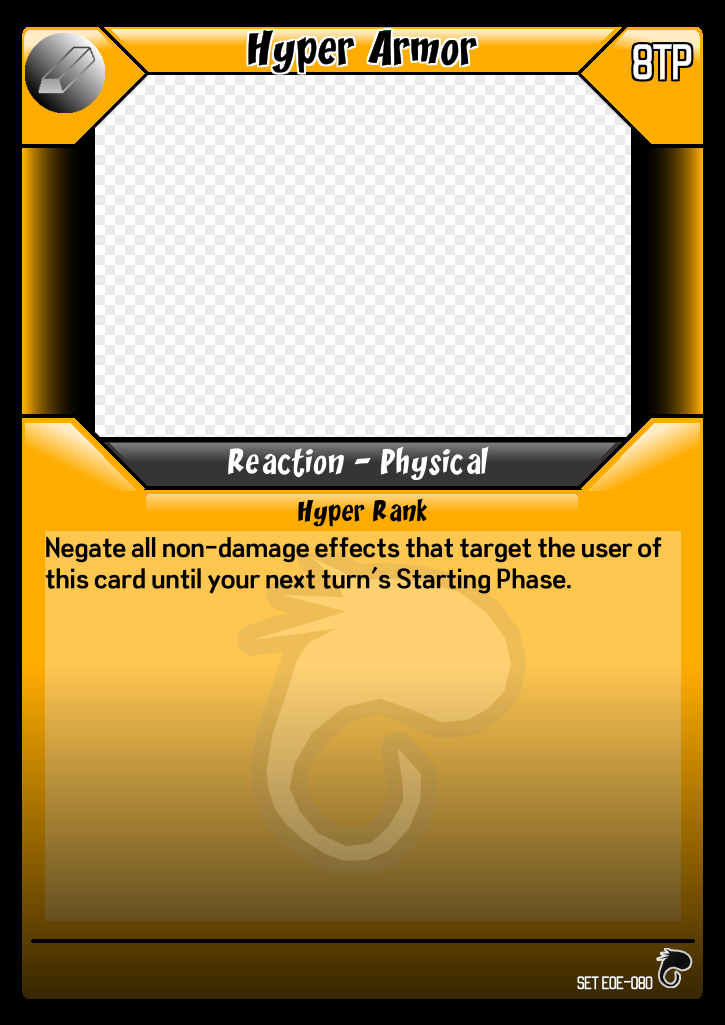 Hyper Armor
8TP
Reaction - Physical
Hyper Rank
Negate all non-damage effects that target the user of
this card until your next turn's Starting Phase.
SET EOE-080